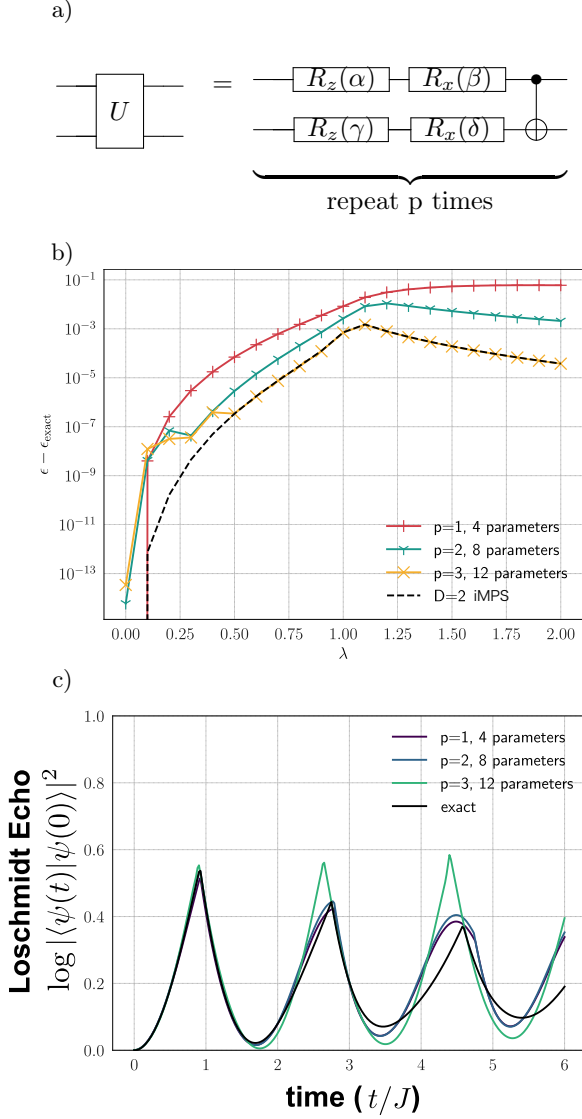 a)
U = R_z(α) R_x(β)
R_z(γ) R_x(δ)
repeat p times
b)
ϵ − ϵ_exact
10^−1
10^−3
10^−5
10^−7
10^−9
10^−11
10^−13
p=1, 4 parameters
p=2, 8 parameters
p=3, 12 parameters
D=2 iMPS
0.00 0.25 0.50 0.75 1.00 1.25 1.50 1.75 2.00
λ
c)
Loschmidt Echo
log |⟨ψ(t)|ψ(0)⟩|^2
1.0
0.8
0.6
0.4
0.2
0.0
p=1, 4 parameters
p=2, 8 parameters
p=3, 12 parameters
exact
0 1 2 3 4 5 6
time (t/J)